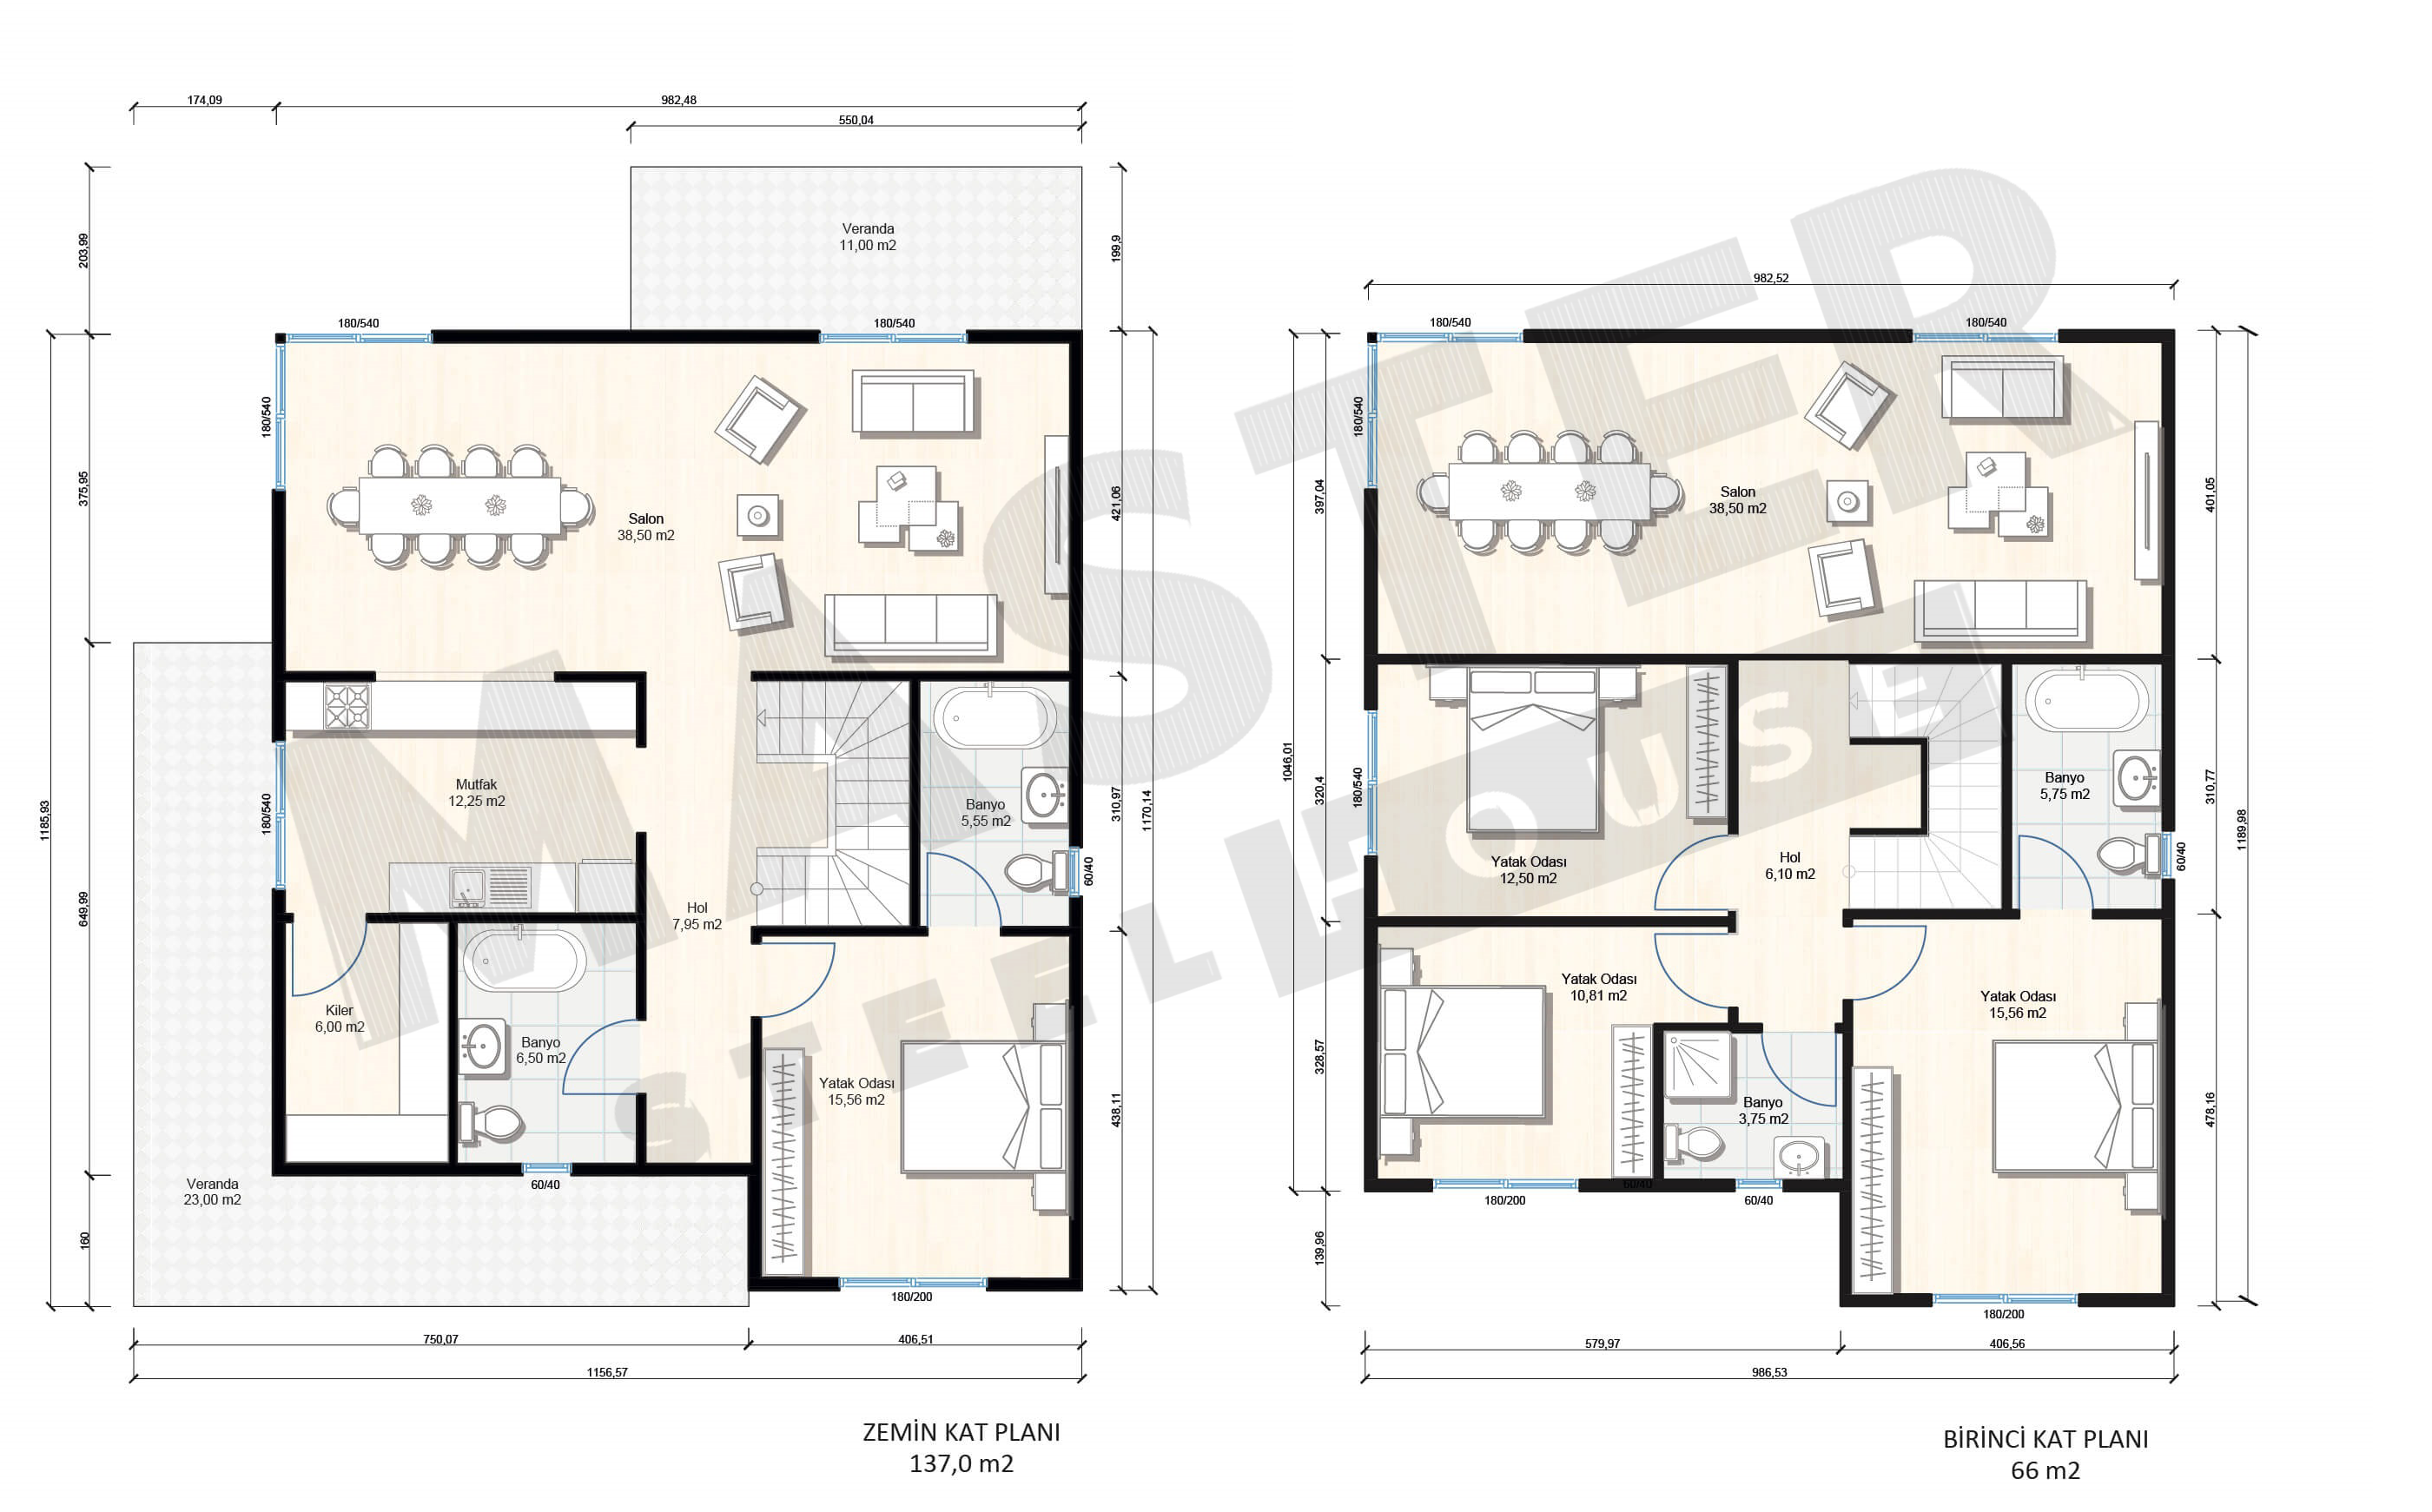 174,09
982,48
550,04
203,99
Veranda
11,00 m2
199,9
180/540
180/540
180/540
375,95
Salon
38,50 m2
421,06
1185,93
Mutfak
12,25 m2
180/540
Banyo
5,55 m2
310,97
1170,14
60/40
649,99
Hol
7,95 m2
Kiler
6,00 m2
Banyo
6,50 m2
Yatak Odası
15,56 m2
438,11
Veranda
23,00 m2
60/40
160
180/200
750,07
406,51
1156,57
ZEMİN KAT PLANI
137,0 m2
982,52
180/540
180/540
180/540
397,04
Salon
38,50 m2
401,05
1046,01
320,4
180/540
Yatak Odası
12,50 m2
Hol
6,10 m2
Banyo
5,75 m2
310,77
1189,98
60/40
Yatak Odası
10,81 m2
Yatak Odası
15,56 m2
328,57
Banyo
3,75 m2
478,16
180/200
60/40
60/40
139,96
180/200
579,97
406,56
986,53
BİRİNCİ KAT PLANI
66 m2
MASTER
STEEL HOUSE